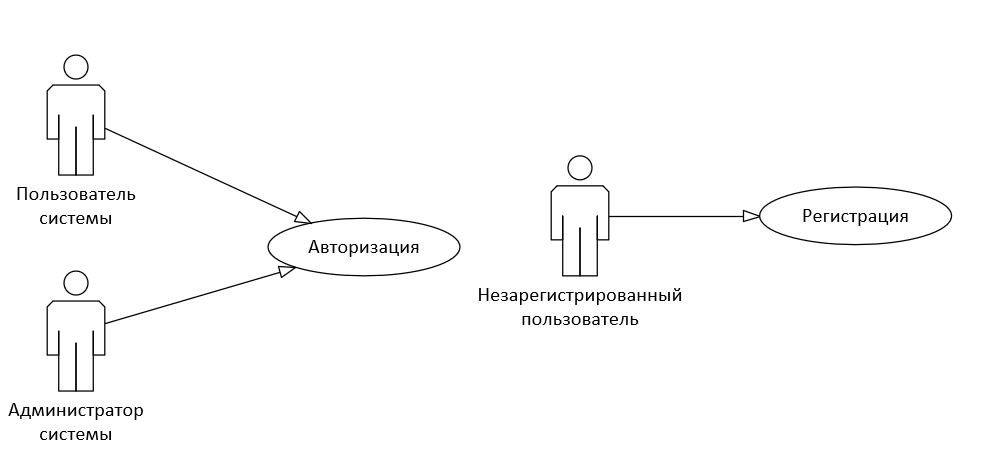 Пользователь
системы
Авторизация
Администратор
системы
Незарегистрированный
пользователь
Регистрация